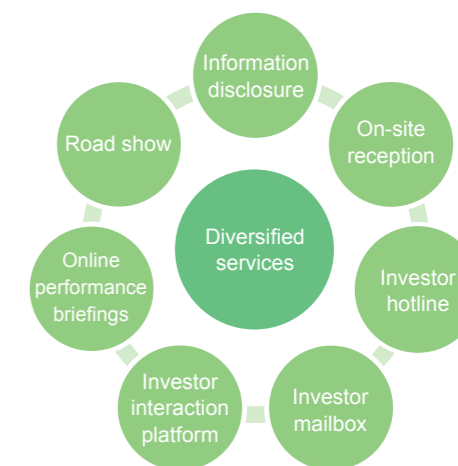 Information
disclosure
On-site
reception
Investor
hotline
Investor
mailbox
Investor
interaction
platform
Online
performance
briefings
Road show
Diversified
services